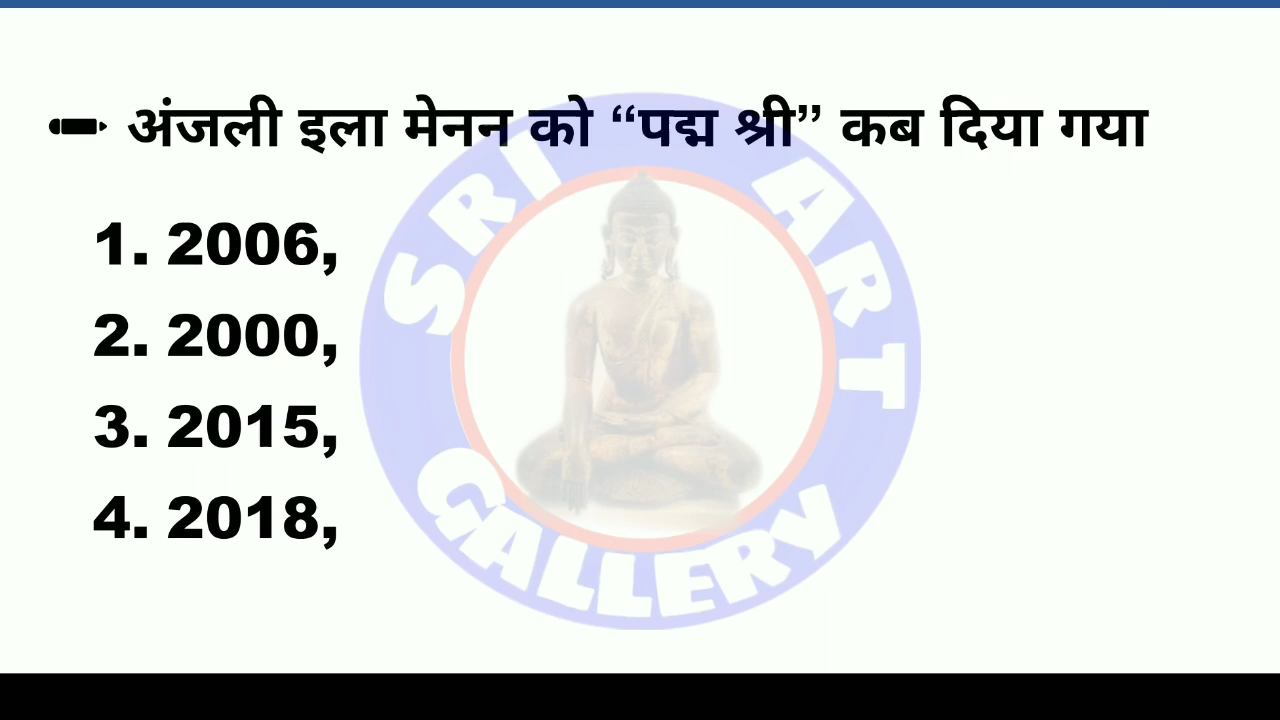 अंजली इला मेनन को “पद्म श्री” कब दिया गया
1. 2006,
2. 2000,
3. 2015,
4. 2018,
SRI ART
GALLERY